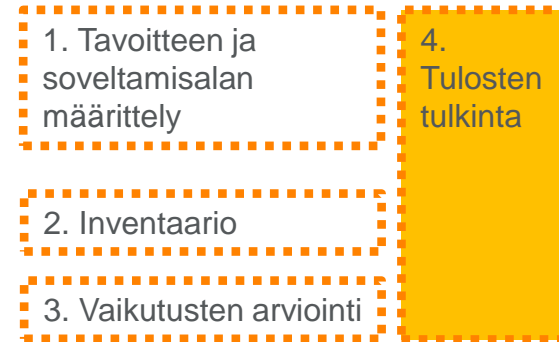 1. Tavoitteen ja
soveltamisalan
määrittely
2. Inventaario
3. Vaikutusten arviointi
4.
Tulosten
tulkinta